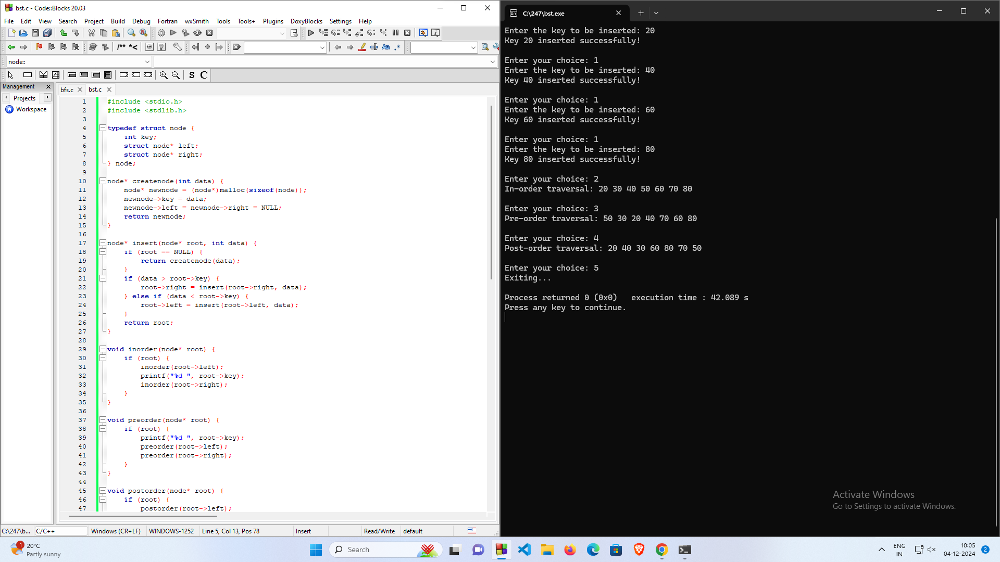 bst.c - Code::Blocks 20.03
File Edit View Search Project Build Debug Fortran wxSmith Tools Tools+ Plugins DoxyBlocks Settings Help
/** *<
Aa .*
node::
S C
Management
Projects
Workspace
bfs.c bst.c
1 #include <stdio.h>
2 #include <stdlib.h>
3
4 typedef struct node {
5 int key;
6 struct node* left;
7 struct node* right;
8 } node;
9
10 node* createnode(int data) {
11 node* newnode = (node*)malloc(sizeof(node));
12 newnode->key = data;
13 newnode->left = newnode->right = NULL;
14 return newnode;
15 }
16
17 node* insert(node* root, int data) {
18 if (root == NULL) {
19 return createnode(data);
20 }
21 if (data > root->key) {
22 root->right = insert(root->right, data);
23 } else if (data < root->key) {
24 root->left = insert(root->left, data);
25 }
26 return root;
27 }
28
29 void inorder(node* root) {
30 if (root) {
31 inorder(root->left);
32 printf("%d ", root->key);
33 inorder(root->right);
34 }
35 }
36
37 void preorder(node* root) {
38 if (root) {
39 printf("%d ", root->key);
40 preorder(root->left);
41 preorder(root->right);
42 }
43 }
44
45 void postorder(node* root) {
46 if (root) {
47 postorder(root->left);
C:\247\b... C/C++ Windows (CR+LF) WINDOWS-1252 Line 5, Col 13, Pos 78 Insert Read/Write default
C:\247\bst.exe
Enter the key to be inserted: 20
Key 20 inserted successfully!
Enter your choice: 1
Enter the key to be inserted: 40
Key 40 inserted successfully!
Enter your choice: 1
Enter the key to be inserted: 60
Key 60 inserted successfully!
Enter your choice: 1
Enter the key to be inserted: 80
Key 80 inserted successfully!
Enter your choice: 2
In-order traversal: 20 30 40 50 60 70 80
Enter your choice: 3
Pre-order traversal: 50 30 20 40 70 60 80
Enter your choice: 4
Post-order traversal: 20 40 30 60 80 70 50
Enter your choice: 5
Exiting...
Process returned 0 (0x0)   execution time : 42.089 s
Press any key to continue.
Activate Windows
Go to Settings to activate Windows.
1
20°C
Partly sunny
Search
ENG
IN
10:05
04-12-2024
2